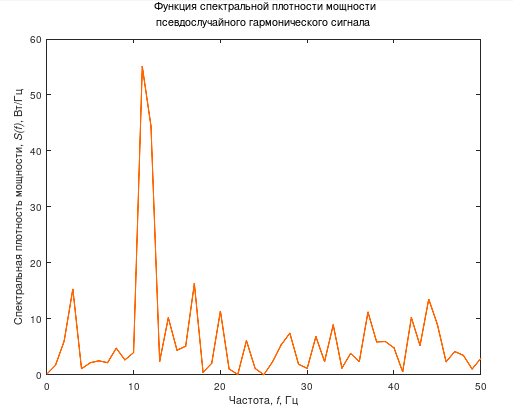 Функция спектральной плотности мощности
псевдослучайного гармонического сигнала
Спектральная плотность мощности, S(f), Вт/Гц
60
50
40
30
20
10
0
0 10 20 30 40 50
Частота, f, Гц